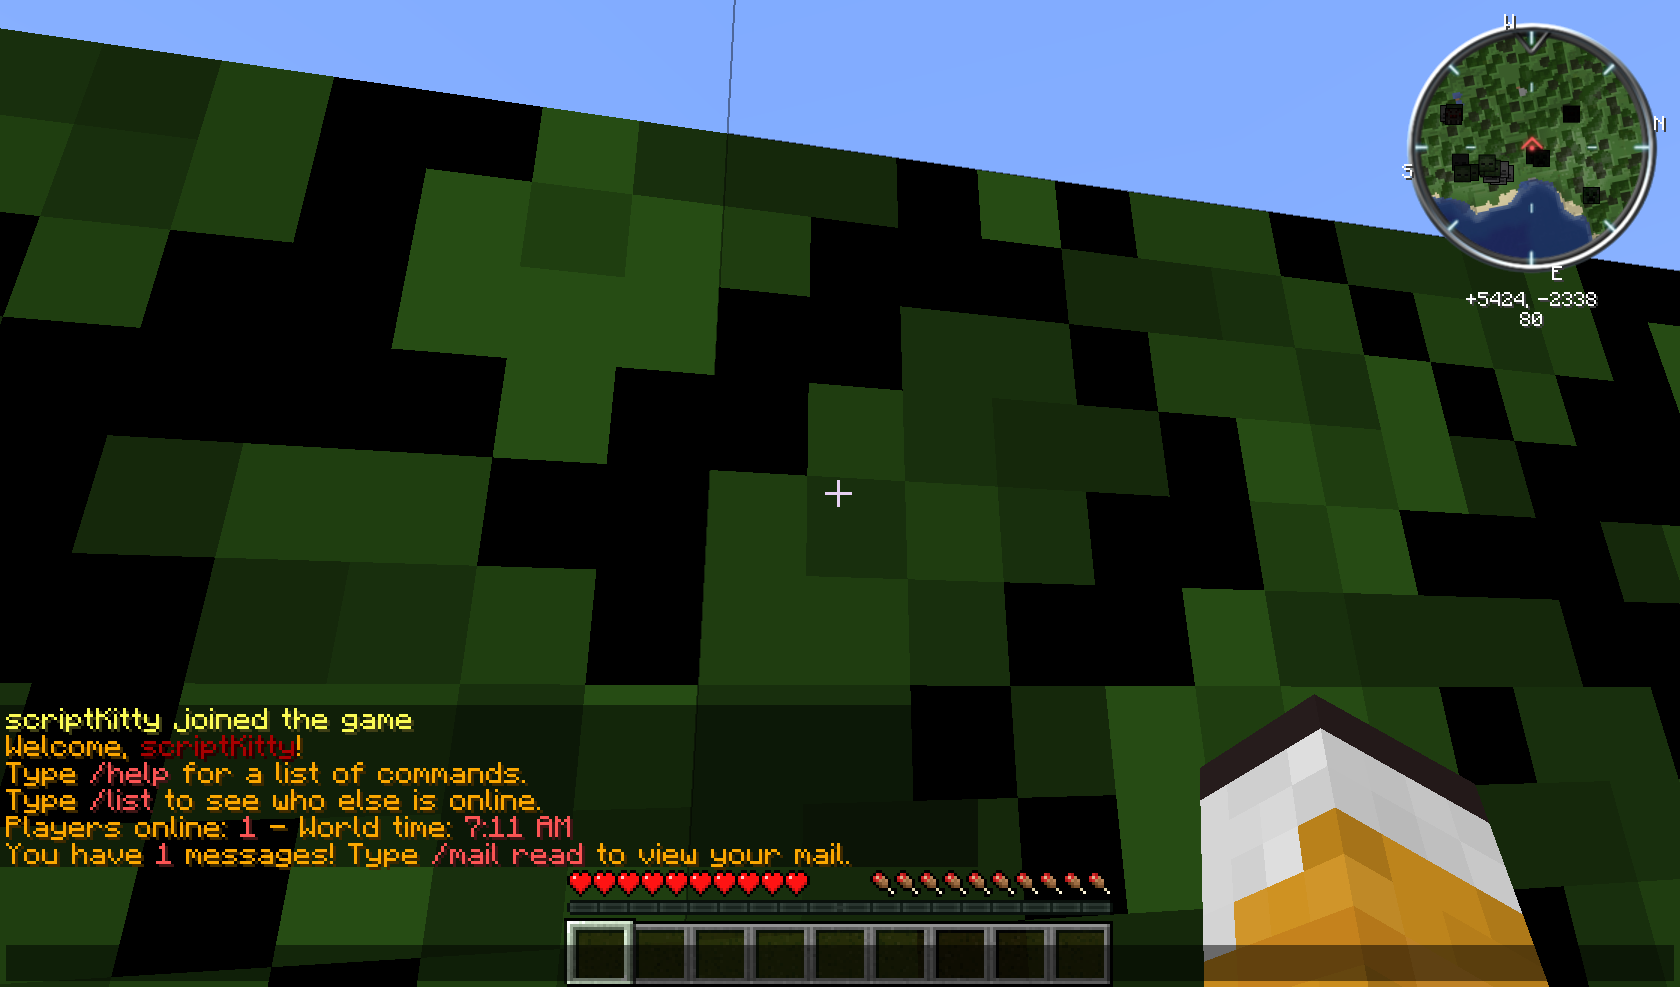 W
N
S
E
+5424, -2338
80
scriptKitty joined the game
Welcome, scriptKitty!
Type /help for a list of commands.
Type /list to see who else is online.
Players online: 1 - World time: 7:11 AM
You have 1 messages! Type /mail read to view your mail.